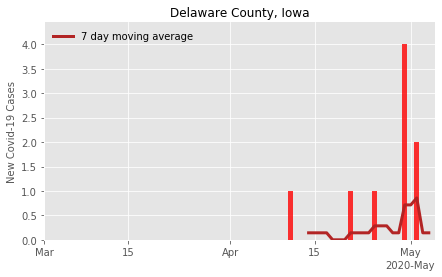 Delaware County, Iowa
7 day moving average
New Covid-19 Cases
4.0
3.5
3.0
2.5
2.0
1.5
1.0
0.5
0.0
Mar
15
Apr
15
May
2020-May